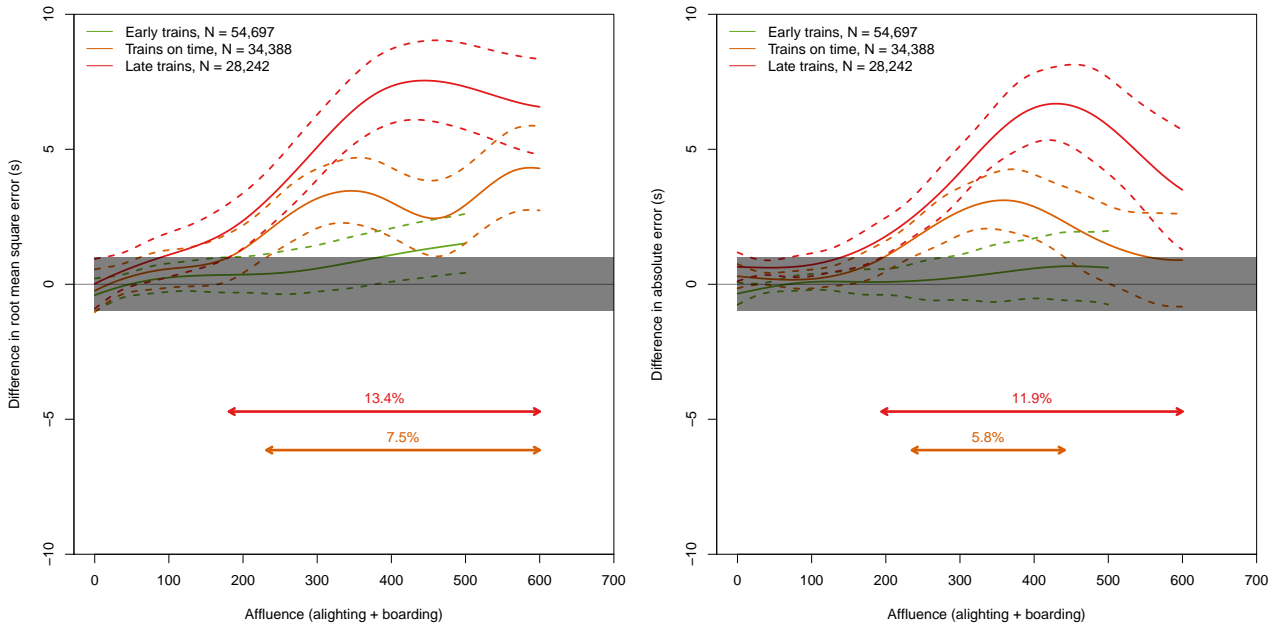 Early trains, N = 54,697
Trains on time, N = 34,388
Late trains, N = 28,242
10
5
0
−5
−10
Difference in root mean square error (s)
13.4%
7.5%
0 100 200 300 400 500 600 700
Affluence (alighting + boarding)
Early trains, N = 54,697
Trains on time, N = 34,388
Late trains, N = 28,242
10
5
0
−5
−10
Difference in absolute error (s)
11.9%
5.8%
0 100 200 300 400 500 600 700
Affluence (alighting + boarding)